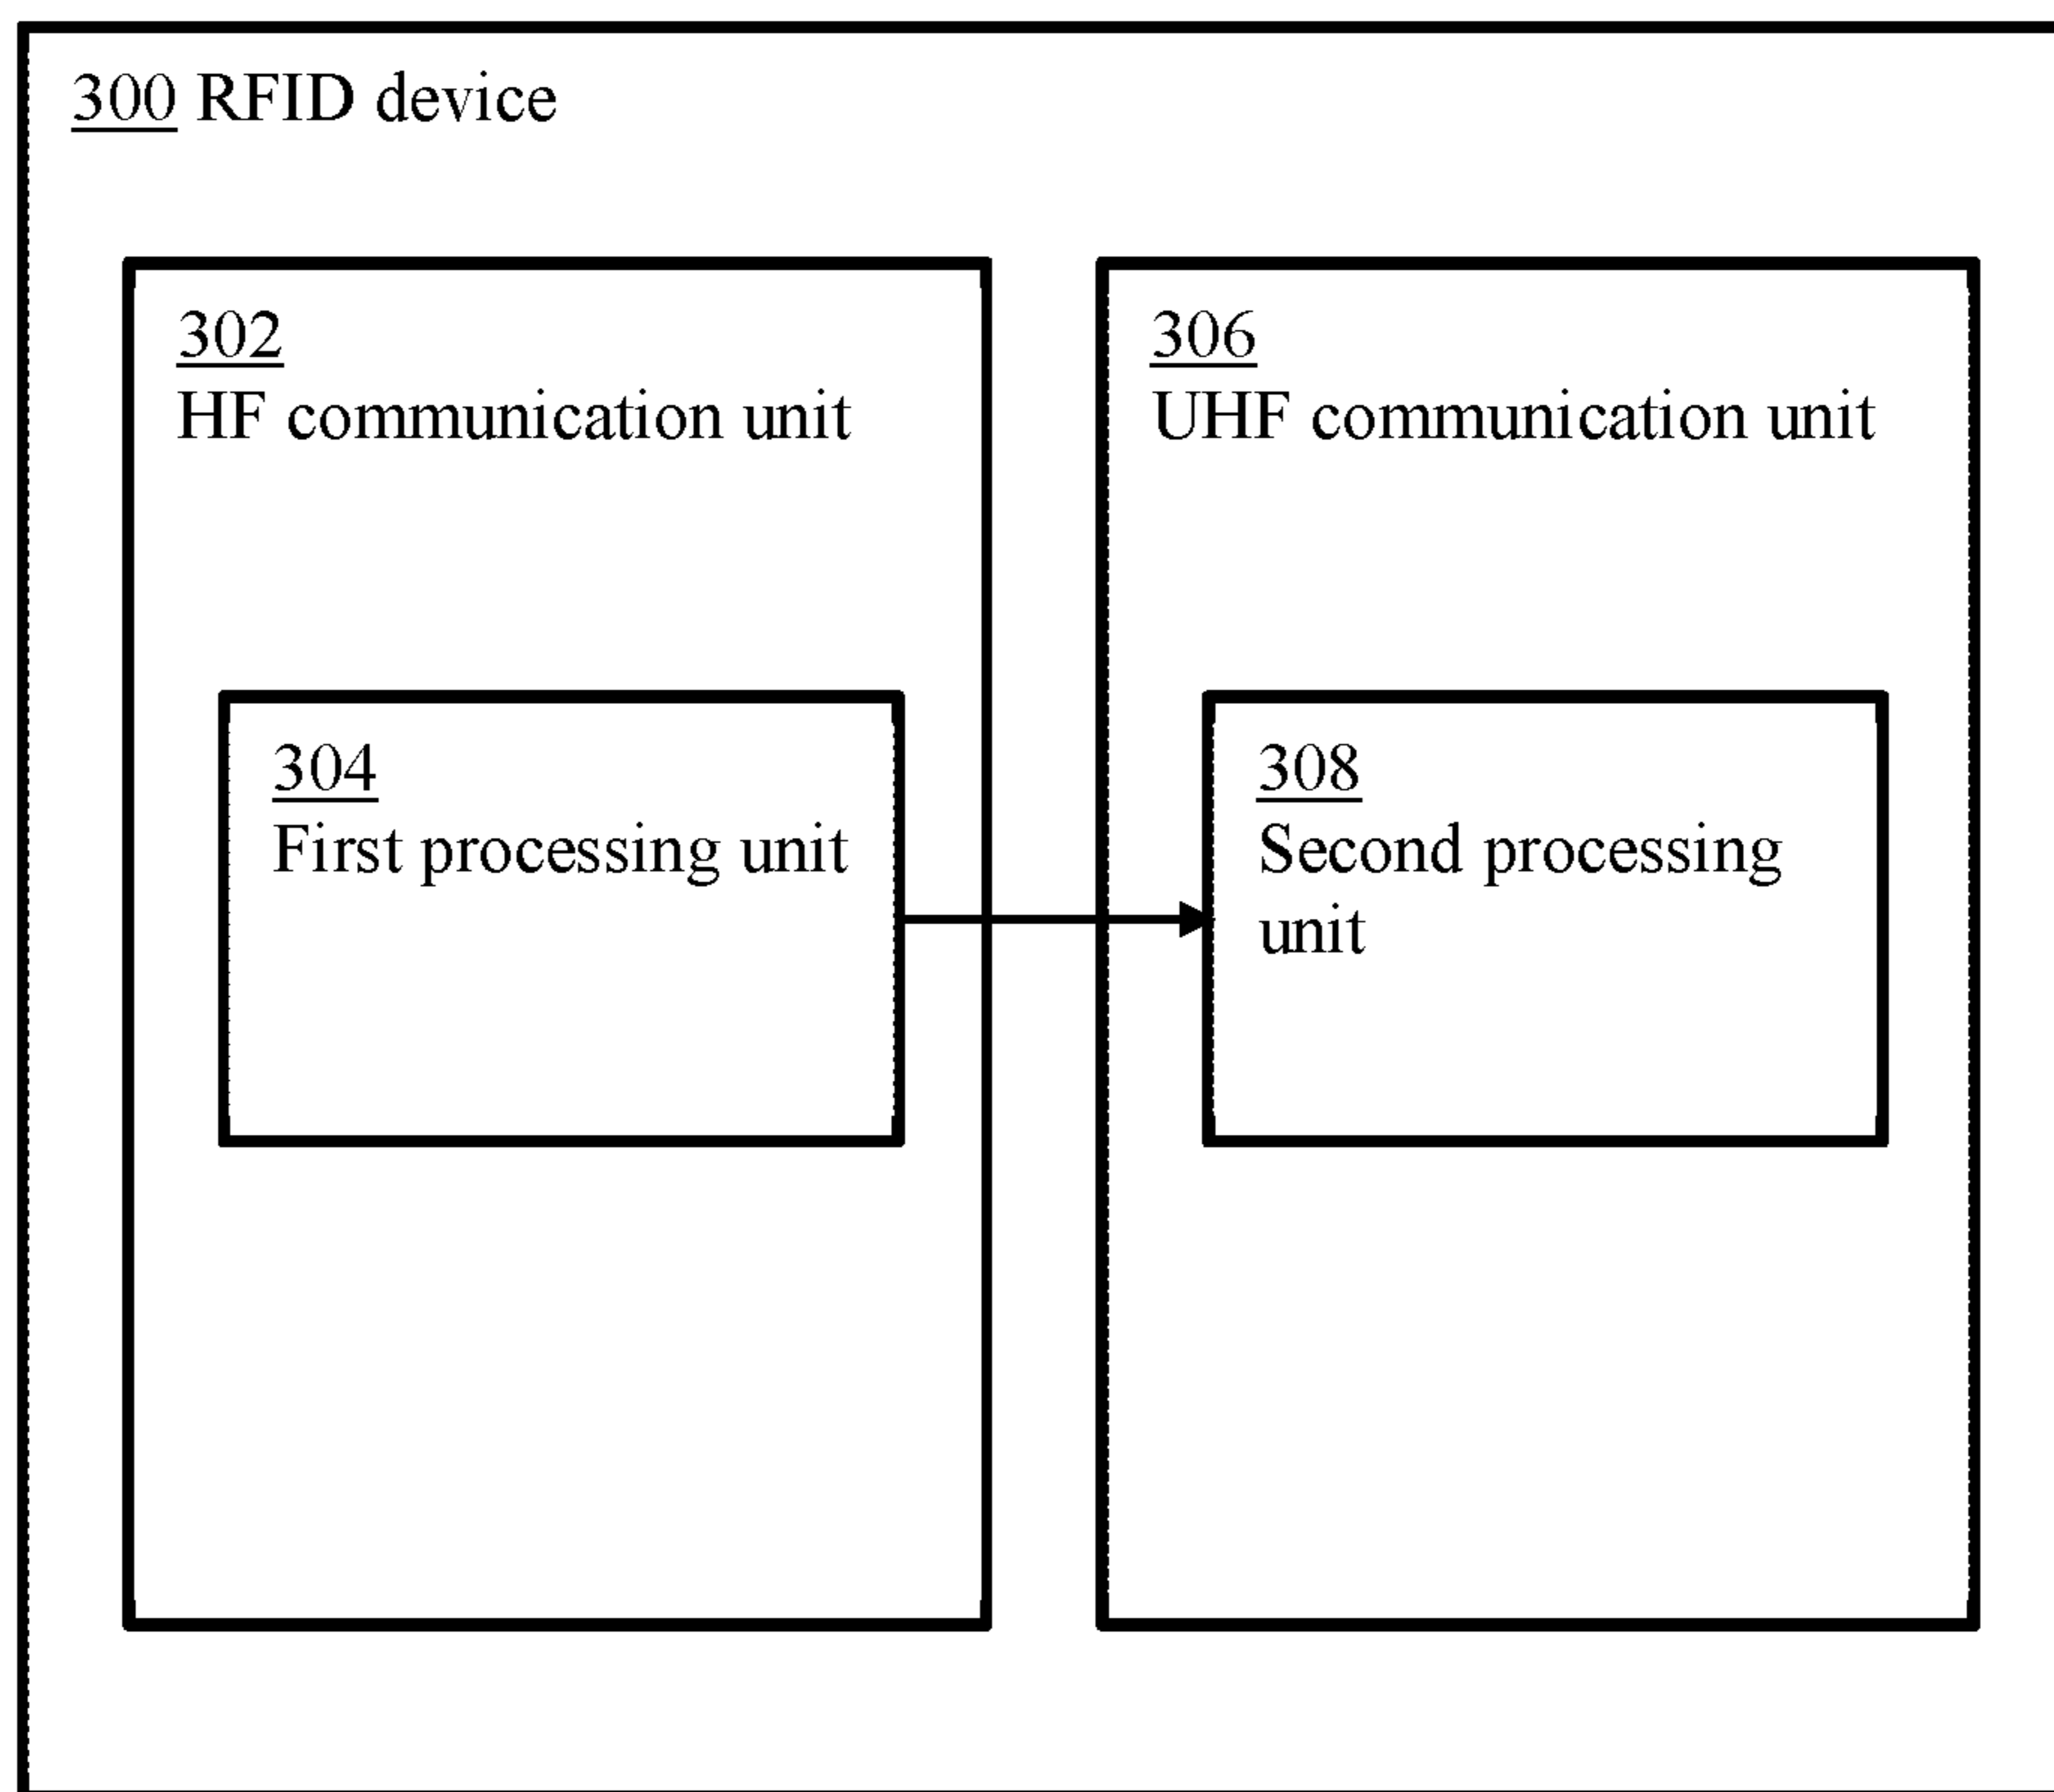 300 RFID device
302
HF communication unit
306
UHF communication unit
304
First processing unit
308
Second processing
unit